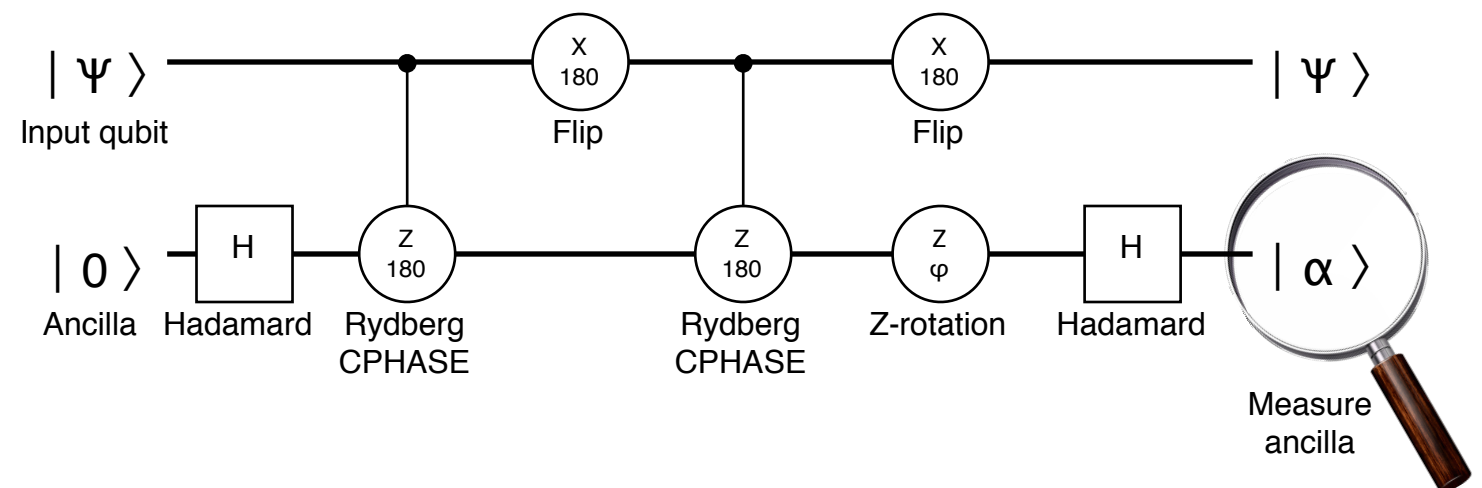 X
180
X
180
| Ψ ⟩
| Ψ ⟩
Input qubit
Flip
Flip
| 0 ⟩
H
Z
180
Z
180
Z
φ
H
| α ⟩
Ancilla
Hadamard
Rydberg
CPHASE
Rydberg
CPHASE
Z-rotation
Hadamard
Measure
ancilla